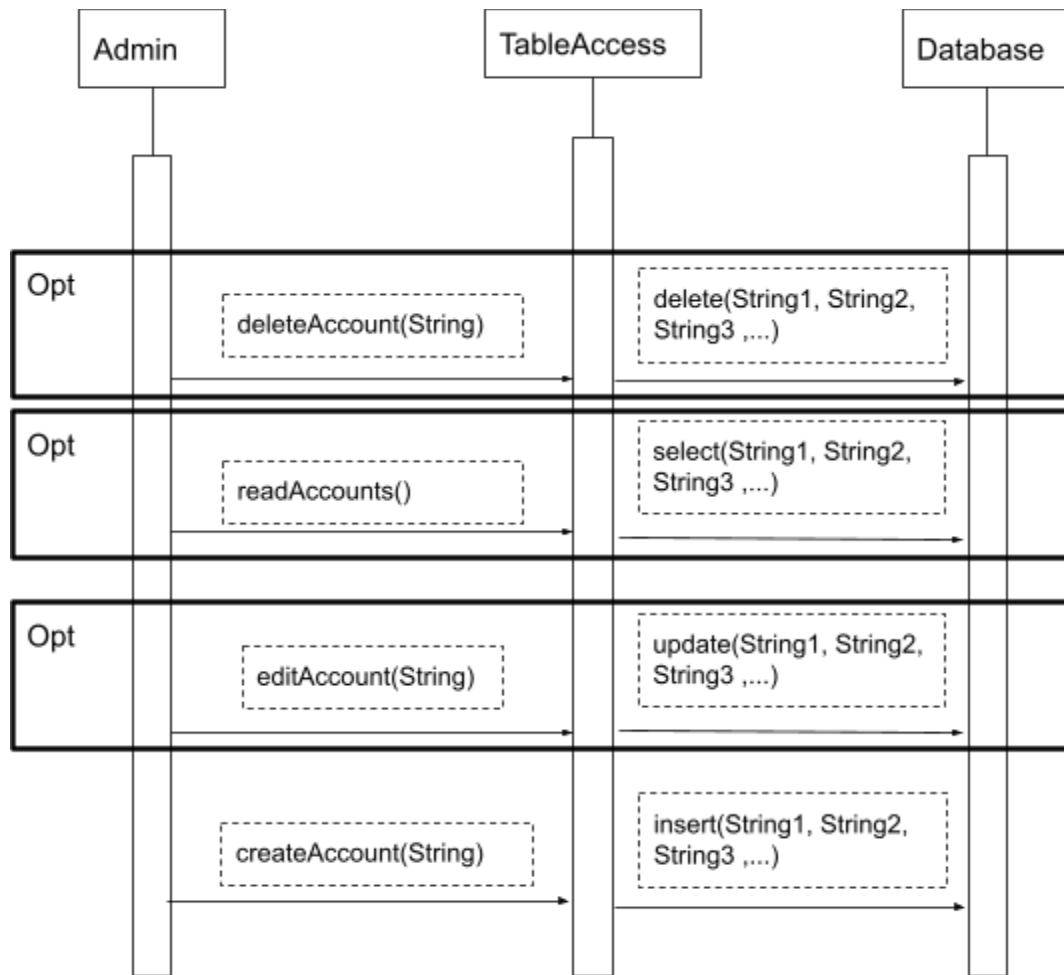 Admin
TableAccess
Database
Opt
deleteAccount(String)
delete(String1, String2,
String3 ,...)
Opt
readAccounts()
select(String1, String2,
String3 ,...)
Opt
editAccount(String)
update(String1, String2,
String3 ,...)
createAccount(String)
insert(String1, String2,
String3 ,...)